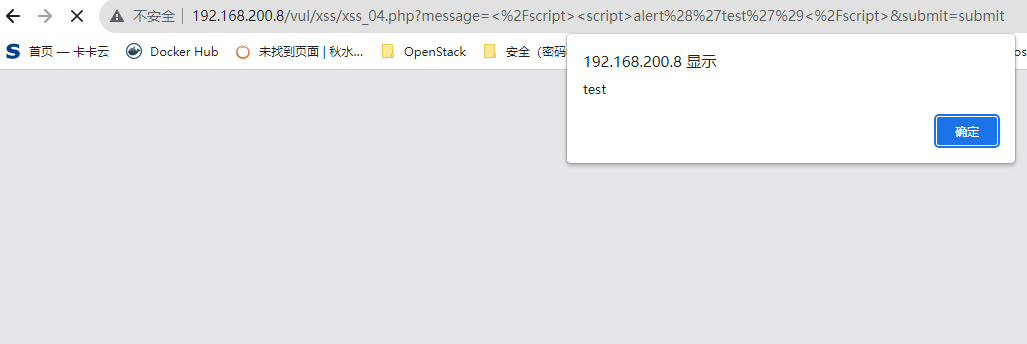 不安全 | 192.168.200.8/vul/xss/xss_04.php?message=<%2Fscript><script>alert%28%27test%27%29<%2Fscript>&submit=submit
S 首页 — 卡卡云 Docker Hub 未找到页面 | 秋水... OpenStack 安全（密码 os
192.168.200.8 显示
test
确定